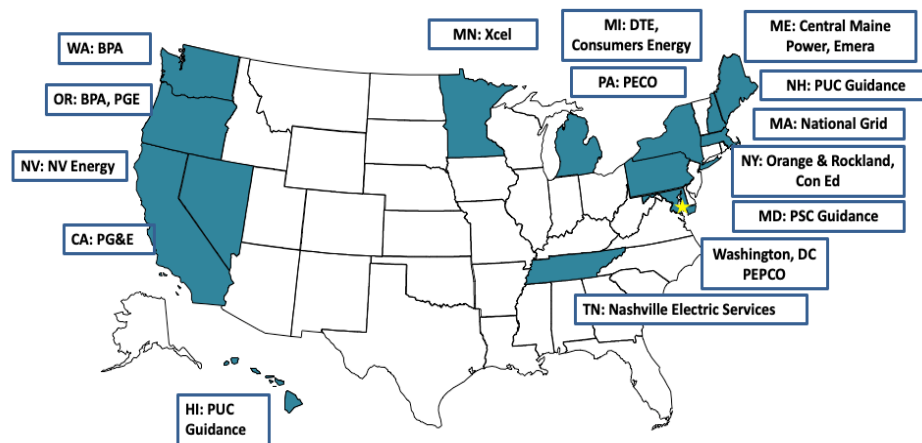 MN: Xcel
MI: DTE,
Consumers Energy
ME: Central Maine
Power, Emera
WA: BPA
PA: PECO
NH: PUC Guidance
OR: BPA, PGE
MA: National Grid
NV: NV Energy
NY: Orange & Rockland,
Con Ed
MD: PSC Guidance
CA: PG&E
Washington, DC
PEPCO
TN: Nashville Electric Services
HI: PUC
Guidance